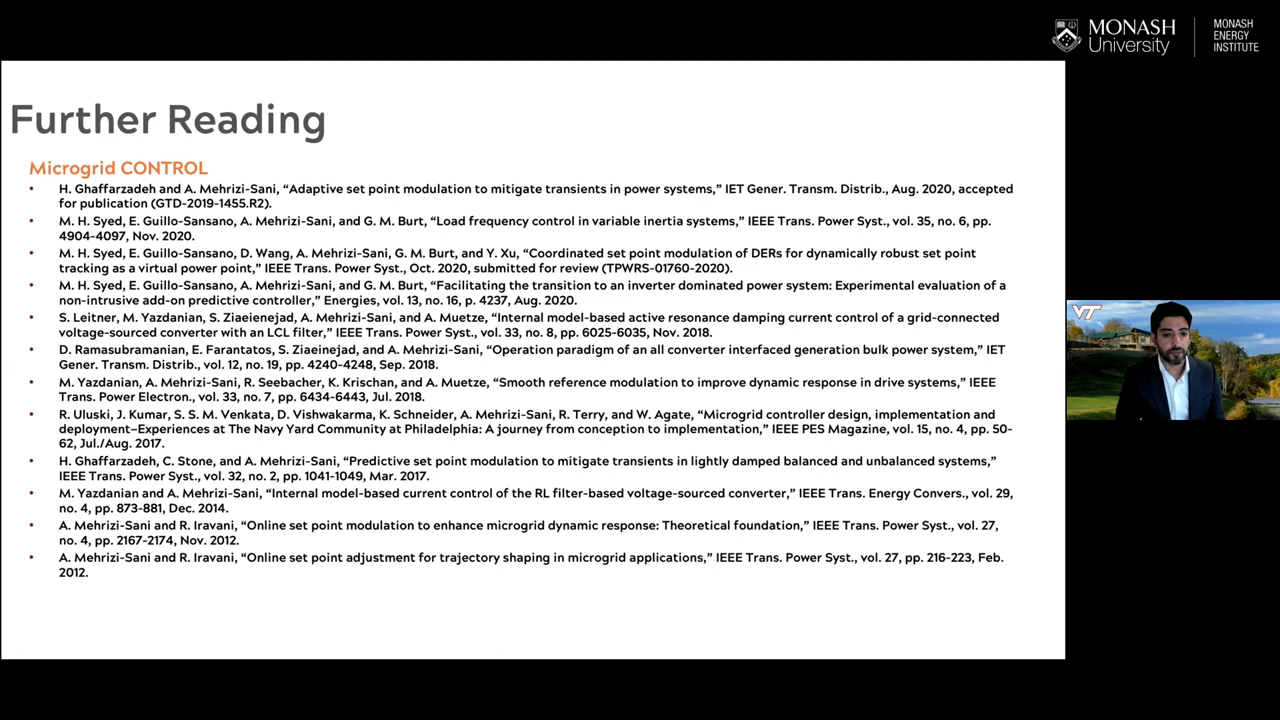 MONASH
University
MONASH
ENERGY
INSTITUTE
Further Reading
Microgrid CONTROL
• H. Ghaffarzadeh and A. Mehrizi-Sani, “Adaptive set point modulation to mitigate transients in power systems,” IET Gener. Transm. Distrib., Aug. 2020, accepted
for publication (GTD-2019-1455.R2).
• M. H. Syed, E. Guillo-Sansano, A. Mehrizi-Sani, and G. M. Burt, “Load frequency control in variable inertia systems,” IEEE Trans. Power Syst., vol. 35, no. 6, pp.
4904-4097, Nov. 2020.
• M. H. Syed, E. Guillo-Sansano, D. Wang, A. Mehrizi-Sani, G. M. Burt, and Y. Xu, “Coordinated set point modulation of DERs for dynamically robust set point
tracking as a virtual power point,” IEEE Trans. Power Syst., Oct. 2020, submitted for review (TPWRS-01760-2020).
• M. H. Syed, E. Guillo-Sansano, A. Mehrizi-Sani, and G. M. Burt, “Facilitating the transition to an inverter dominated power system: Experimental evaluation of a
non-intrusive add-on predictive controller,” Energies, vol. 13, no. 16, p. 4237, Aug. 2020.
• S. Leitner, M. Yazdanian, S. Ziaeienejad, A. Mehrizi-Sani, and A. Muetze, “Internal model-based active resonance damping current control of a grid-connected
voltage-sourced converter with an LCL filter,” IEEE Trans. Power Syst., vol. 33, no. 8, pp. 6025-6035, Nov. 2018.
• D. Ramasubramanian, E. Farantatos, S. Ziaeinejad, and A. Mehrizi-Sani, “Operation paradigm of an all converter interfaced generation bulk power system,” IET
Gener. Transm. Distrib., vol. 12, no. 19, pp. 4240-4248, Sep. 2018.
• M. Yazdanian, A. Mehrizi-Sani, R. Seebacher, K. Krischan, and A. Muetze, “Smooth reference modulation to improve dynamic response in drive systems,” IEEE
Trans. Power Electron., vol. 33, no. 7, pp. 6434-6443, Jul. 2018.
• R. Uluski, J. Kumar, S. S. M. Venkata, D. Vishwakarma, K. Schneider, A. Mehrizi-Sani, R. Terry, and W. Agate, “Microgrid controller design, implementation and
deployment—Experiences at The Navy Yard Community at Philadelphia: A journey from conception to implementation,” IEEE PES Magazine, vol. 15, no. 4, pp. 50-
62, Jul./Aug. 2017.
• H. Ghaffarzadeh, C. Stone, and A. Mehrizi-Sani, “Predictive set point modulation to mitigate transients in lightly damped balanced and unbalanced systems,”
IEEE Trans. Power Syst., vol. 32, no. 2, pp. 1041-1049, Mar. 2017.
• M. Yazdanian and A. Mehrizi-Sani, “Internal model-based current control of the RL filter-based voltage-sourced converter,” IEEE Trans. Energy Convers., vol. 29,
no. 4, pp. 873-881, Dec. 2014.
• A. Mehrizi-Sani and R. Iravani, “Online set point modulation to enhance microgrid dynamic response: Theoretical foundation,” IEEE Trans. Power Syst., vol. 27,
no. 4, pp. 2167-2174, Nov. 2012.
• A. Mehrizi-Sani and R. Iravani, “Online set point adjustment for trajectory shaping in microgrid applications,” IEEE Trans. Power Syst., vol. 27, pp. 216-223, Feb.
2012.
VT